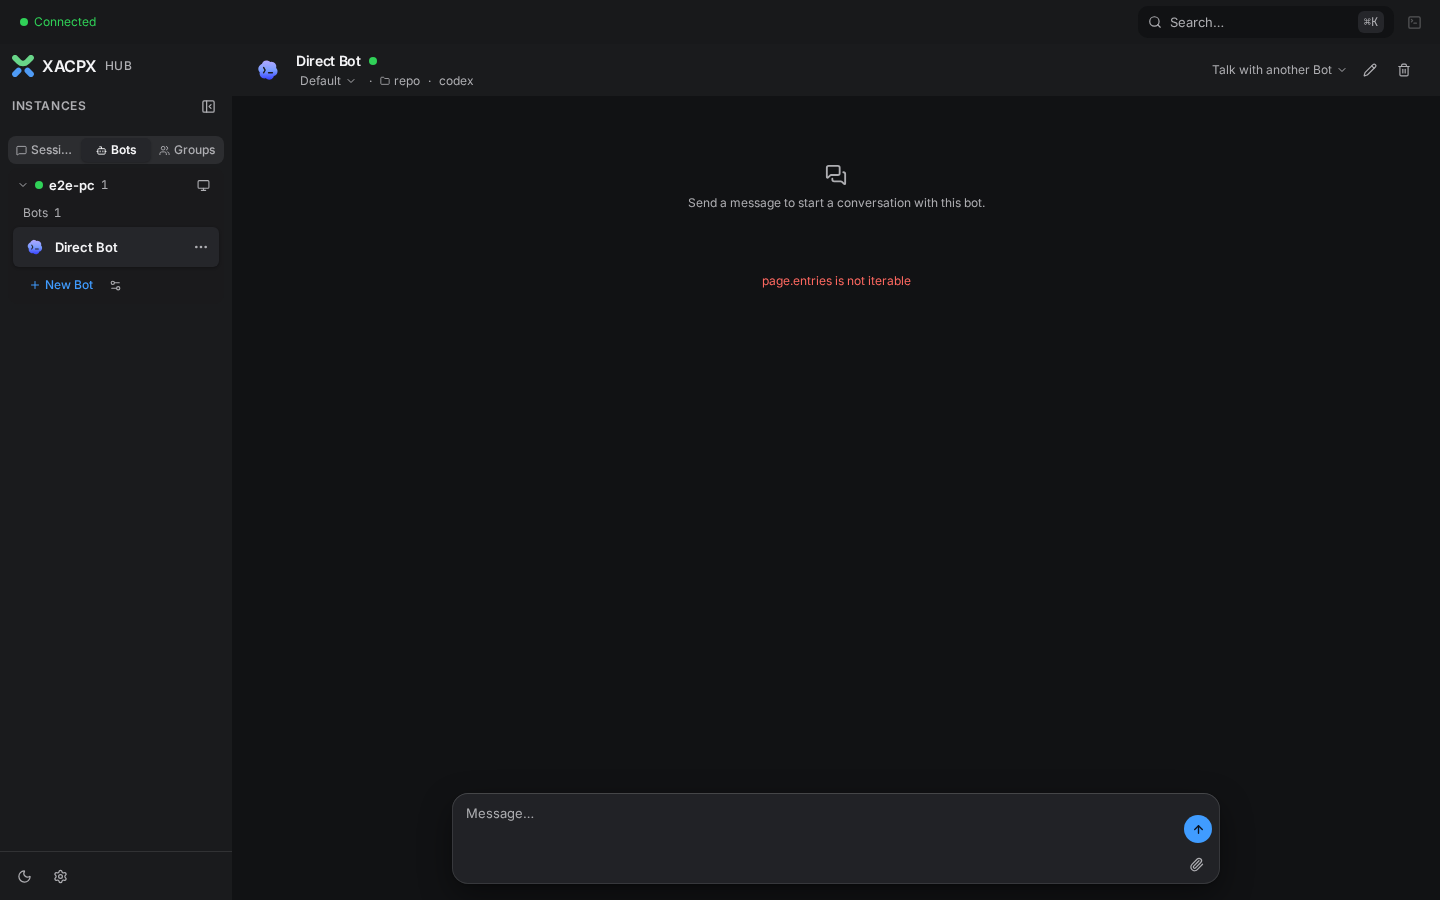 Connected
Search...
⌘K
XACPX HUB
INSTANCES
Direct Bot
Default · repo · codex
Talk with another Bot
Sessi... Bots Groups
e2e-pc 1
Bots 1
Direct Bot
New Bot
Send a message to start a conversation with this bot.
page.entries is not iterable
Message...